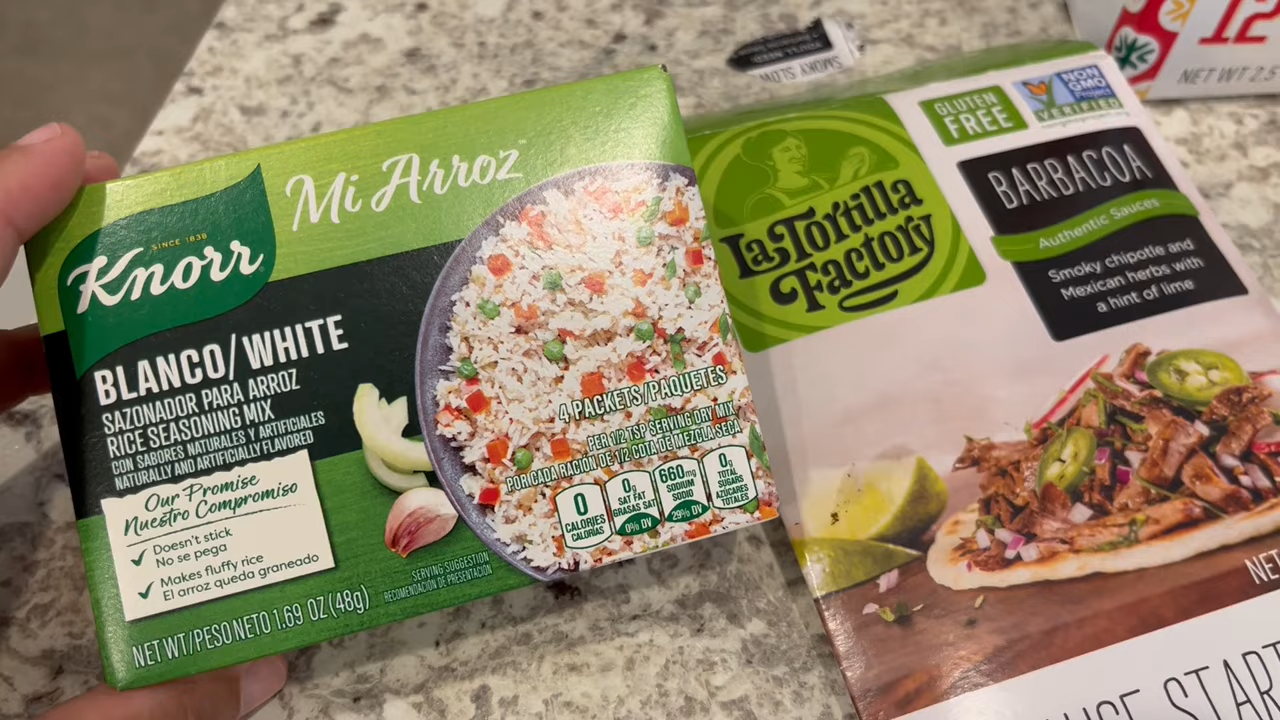 SINCE 1838
Knorr
Mi Arroz
BLANCO/WHITE
SAZONADOR PARA ARROZ
RICE SEASONING MIX
CON SABORES NATURALES Y ARTIFICIALES
NATURALLY AND ARTIFICIALLY FLAVORED
Our Promise
Nuestro Compromiso
Doesn't stick
No se pega
Makes fluffy rice
El arroz queda graneado
NET WT/PESO NETO 1.69 OZ (48g)
SERVING SUGGESTION
RECOMENDACIÓN DE PRESENTACIÓN
4 PACKETS/PAQUETES
PER 1/2 TSP SERVING DRY MIX
POR CADA RACIÓN DE 1/2 CDTA DE MEZCLA SECA
0
CALORIES
CALORÍAS
0g
SAT FAT
GRASAS SAT
0% DV
660mg
SODIUM
SODIO
29% DV
0g
TOTAL
SUGARS
AZÚCARES
TOTALES
La Tortilla
Factory
GLUTEN
FREE
NON
GMO
Project
VERIFIED
BARBACOA
Authentic Sauces
Smoky chipotle and
Mexican herbs with
a hint of lime
NET
START
SMOKY SLOW
12
NET WT 2.5